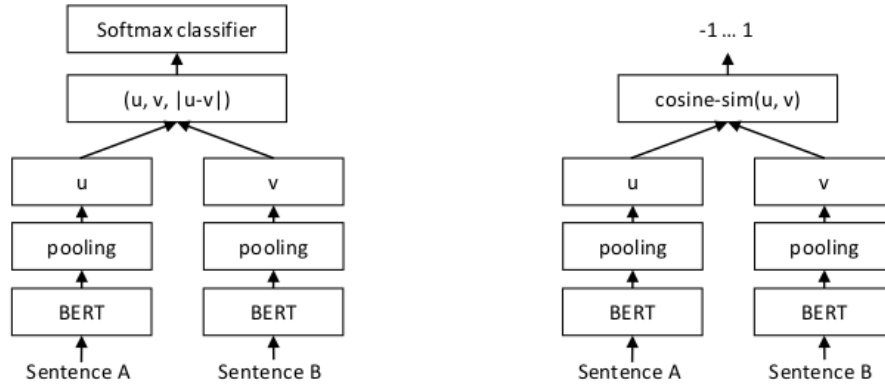 Softmax classifier
(u, v, |u-v|)
u
v
pooling
pooling
BERT
BERT
Sentence A
Sentence B
-1 … 1
cosine-sim(u, v)
u
v
pooling
pooling
BERT
BERT
Sentence A
Sentence B